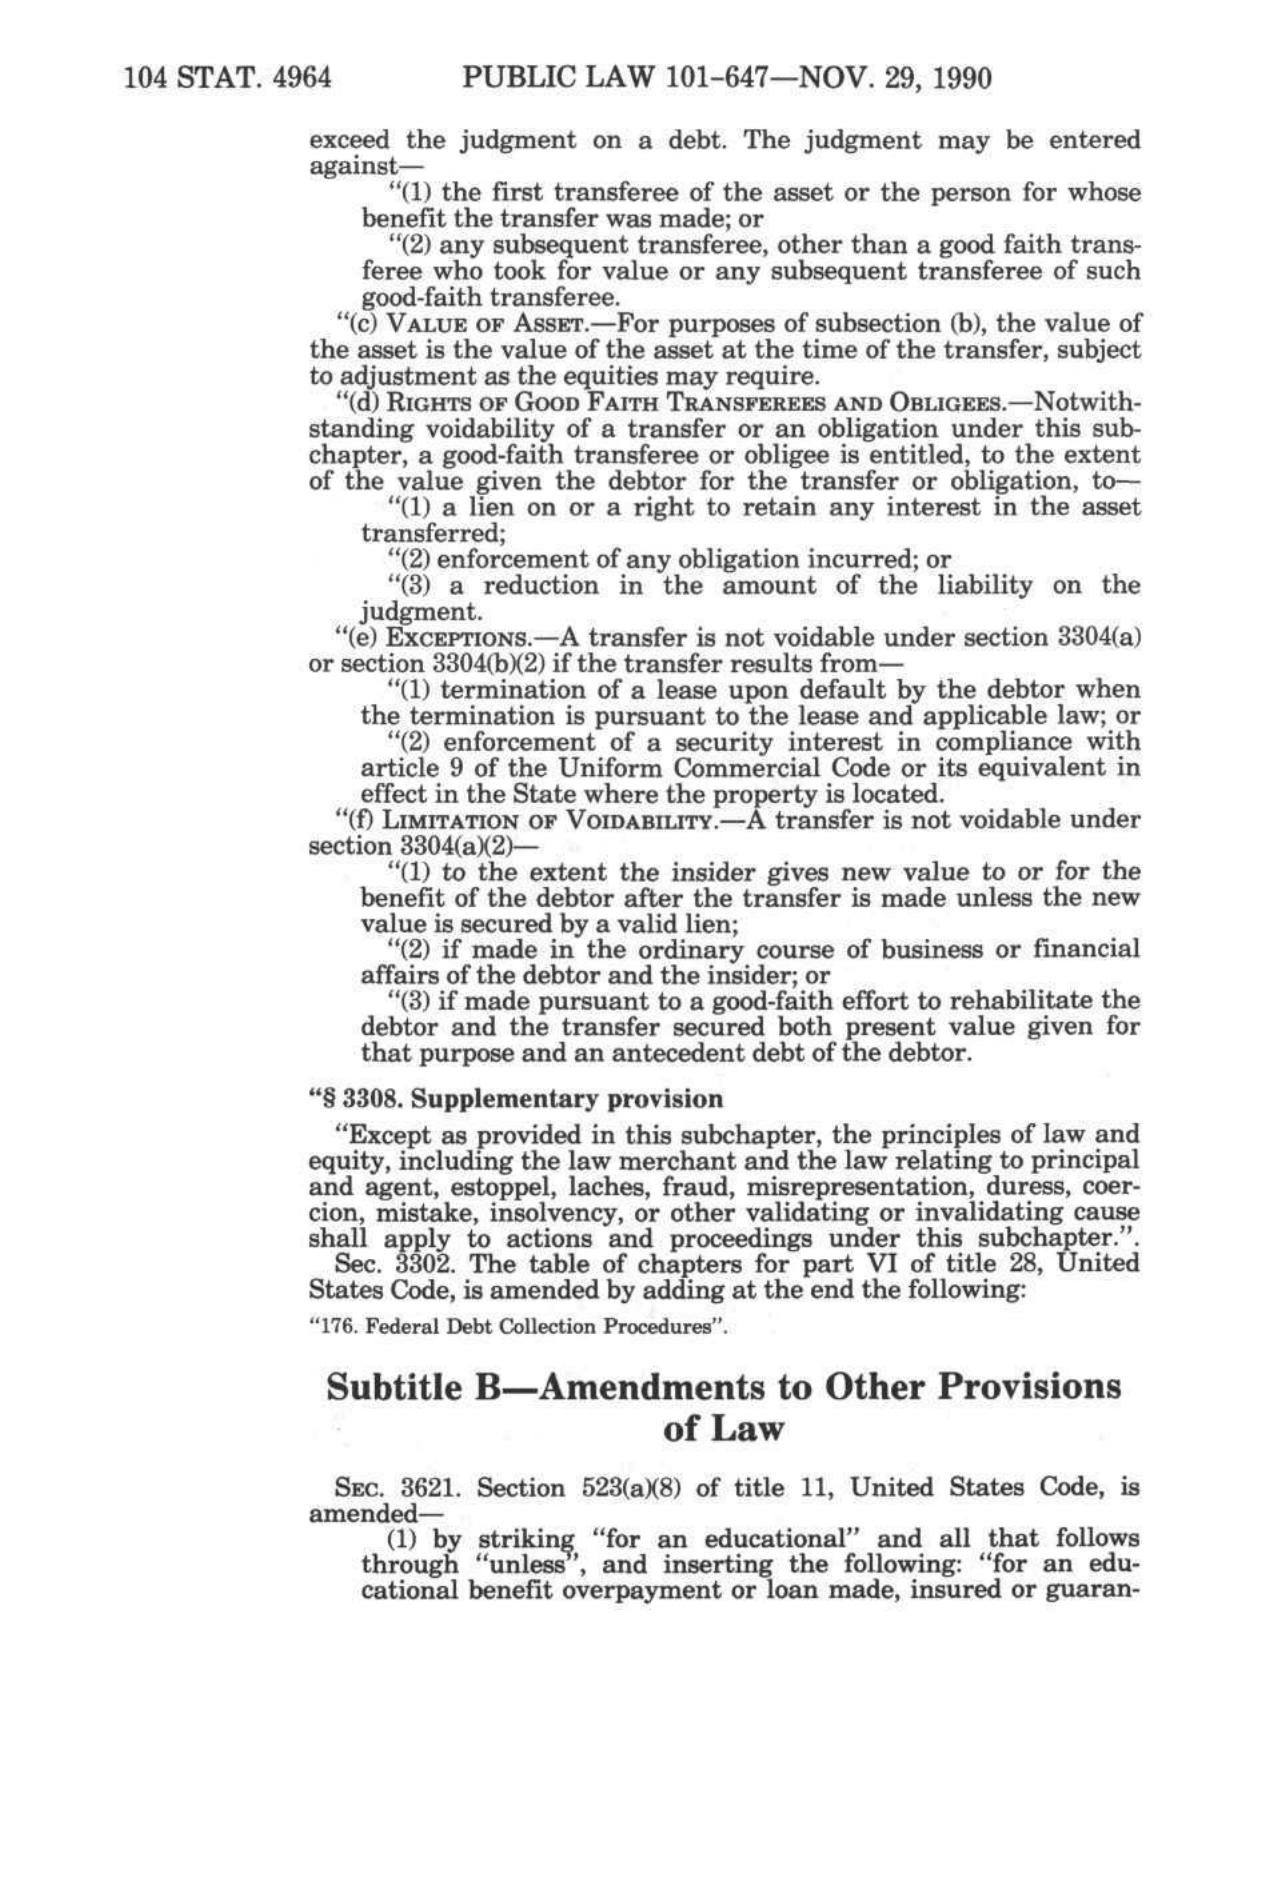 104 STAT. 4964 PUBLIC LAW 101-647—NOV. 29, 1990
exceed the judgment on a debt. The judgment may be entered
against—
"(1) the first transferee of the asset or the person for whose
benefit the transfer was made; or
"(2) any subsequent transferee, other than a good faith trans-
feree who took for value or any subsequent transferee of such
good-faith transferee.
"(c) VALUE OF ASSET.—For purposes of subsection (b), the value of
the asset is the value of the asset at the time of the transfer, subject
to adjustment as the equities may require.
"(d) RIGHTS OF GOOD FAITH TRANSFEREES AND OBLIGEES.—Notwith-
standing voidability of a transfer or an obligation under this sub-
chapter, a good-faith transferee or obligee is entitled, to the extent
of the value given the debtor for the transfer or obligation, to—
"(1) a lien on or a right to retain any interest in the asset
transferred;
"(2) enforcement of any obligation incurred; or
"(3) a reduction in the amount of the liability on the
judgment.
"(e) EXCEPTIONS.—A transfer is not voidable under section 3304(a)
or section 3304(b)(2) if the transfer results from—
"(1) termination of a lease upon default by the debtor when
the termination is pursuant to the lease and applicable law; or
"(2) enforcement of a security interest in compliance with
article 9 of the Uniform Commercial Code or its equivalent in
effect in the State where the property is located.
"(f) LIMITATION OF VOIDABILITY.—A transfer is not voidable under
section 3304(a)(2)—
"(1) to the extent the insider gives new value to or for the
benefit of the debtor after the transfer is made unless the new
value is secured by a valid lien;
"(2) if made in the ordinary course of business or financial
affairs of the debtor and the insider; or
"(3) if made pursuant to a good-faith effort to rehabilitate the
debtor and the transfer secured both present value given for
that purpose and an antecedent debt of the debtor.
"§ 3308. Supplementary provision
"Except as provided in this subchapter, the principles of law and
equity, including the law merchant and the law relating to principal
and agent, estoppel, laches, fraud, misrepresentation, duress, coer-
cion, mistake, insolvency, or other validating or invalidating cause
shall apply to actions and proceedings under this subchapter.".
Sec. 3302. The table of chapters for part VI of title 28, United
States Code, is amended by adding at the end the following:
"176. Federal Debt Collection Procedures".
Subtitle B—Amendments to Other Provisions
of Law
SEC. 3621. Section 523(a)(8) of title 11, United States Code, is
amended—
(1) by striking "for an educational" and all that follows
through "unless", and inserting the following: "for an edu-
cational benefit overpayment or loan made, insured or guaran-